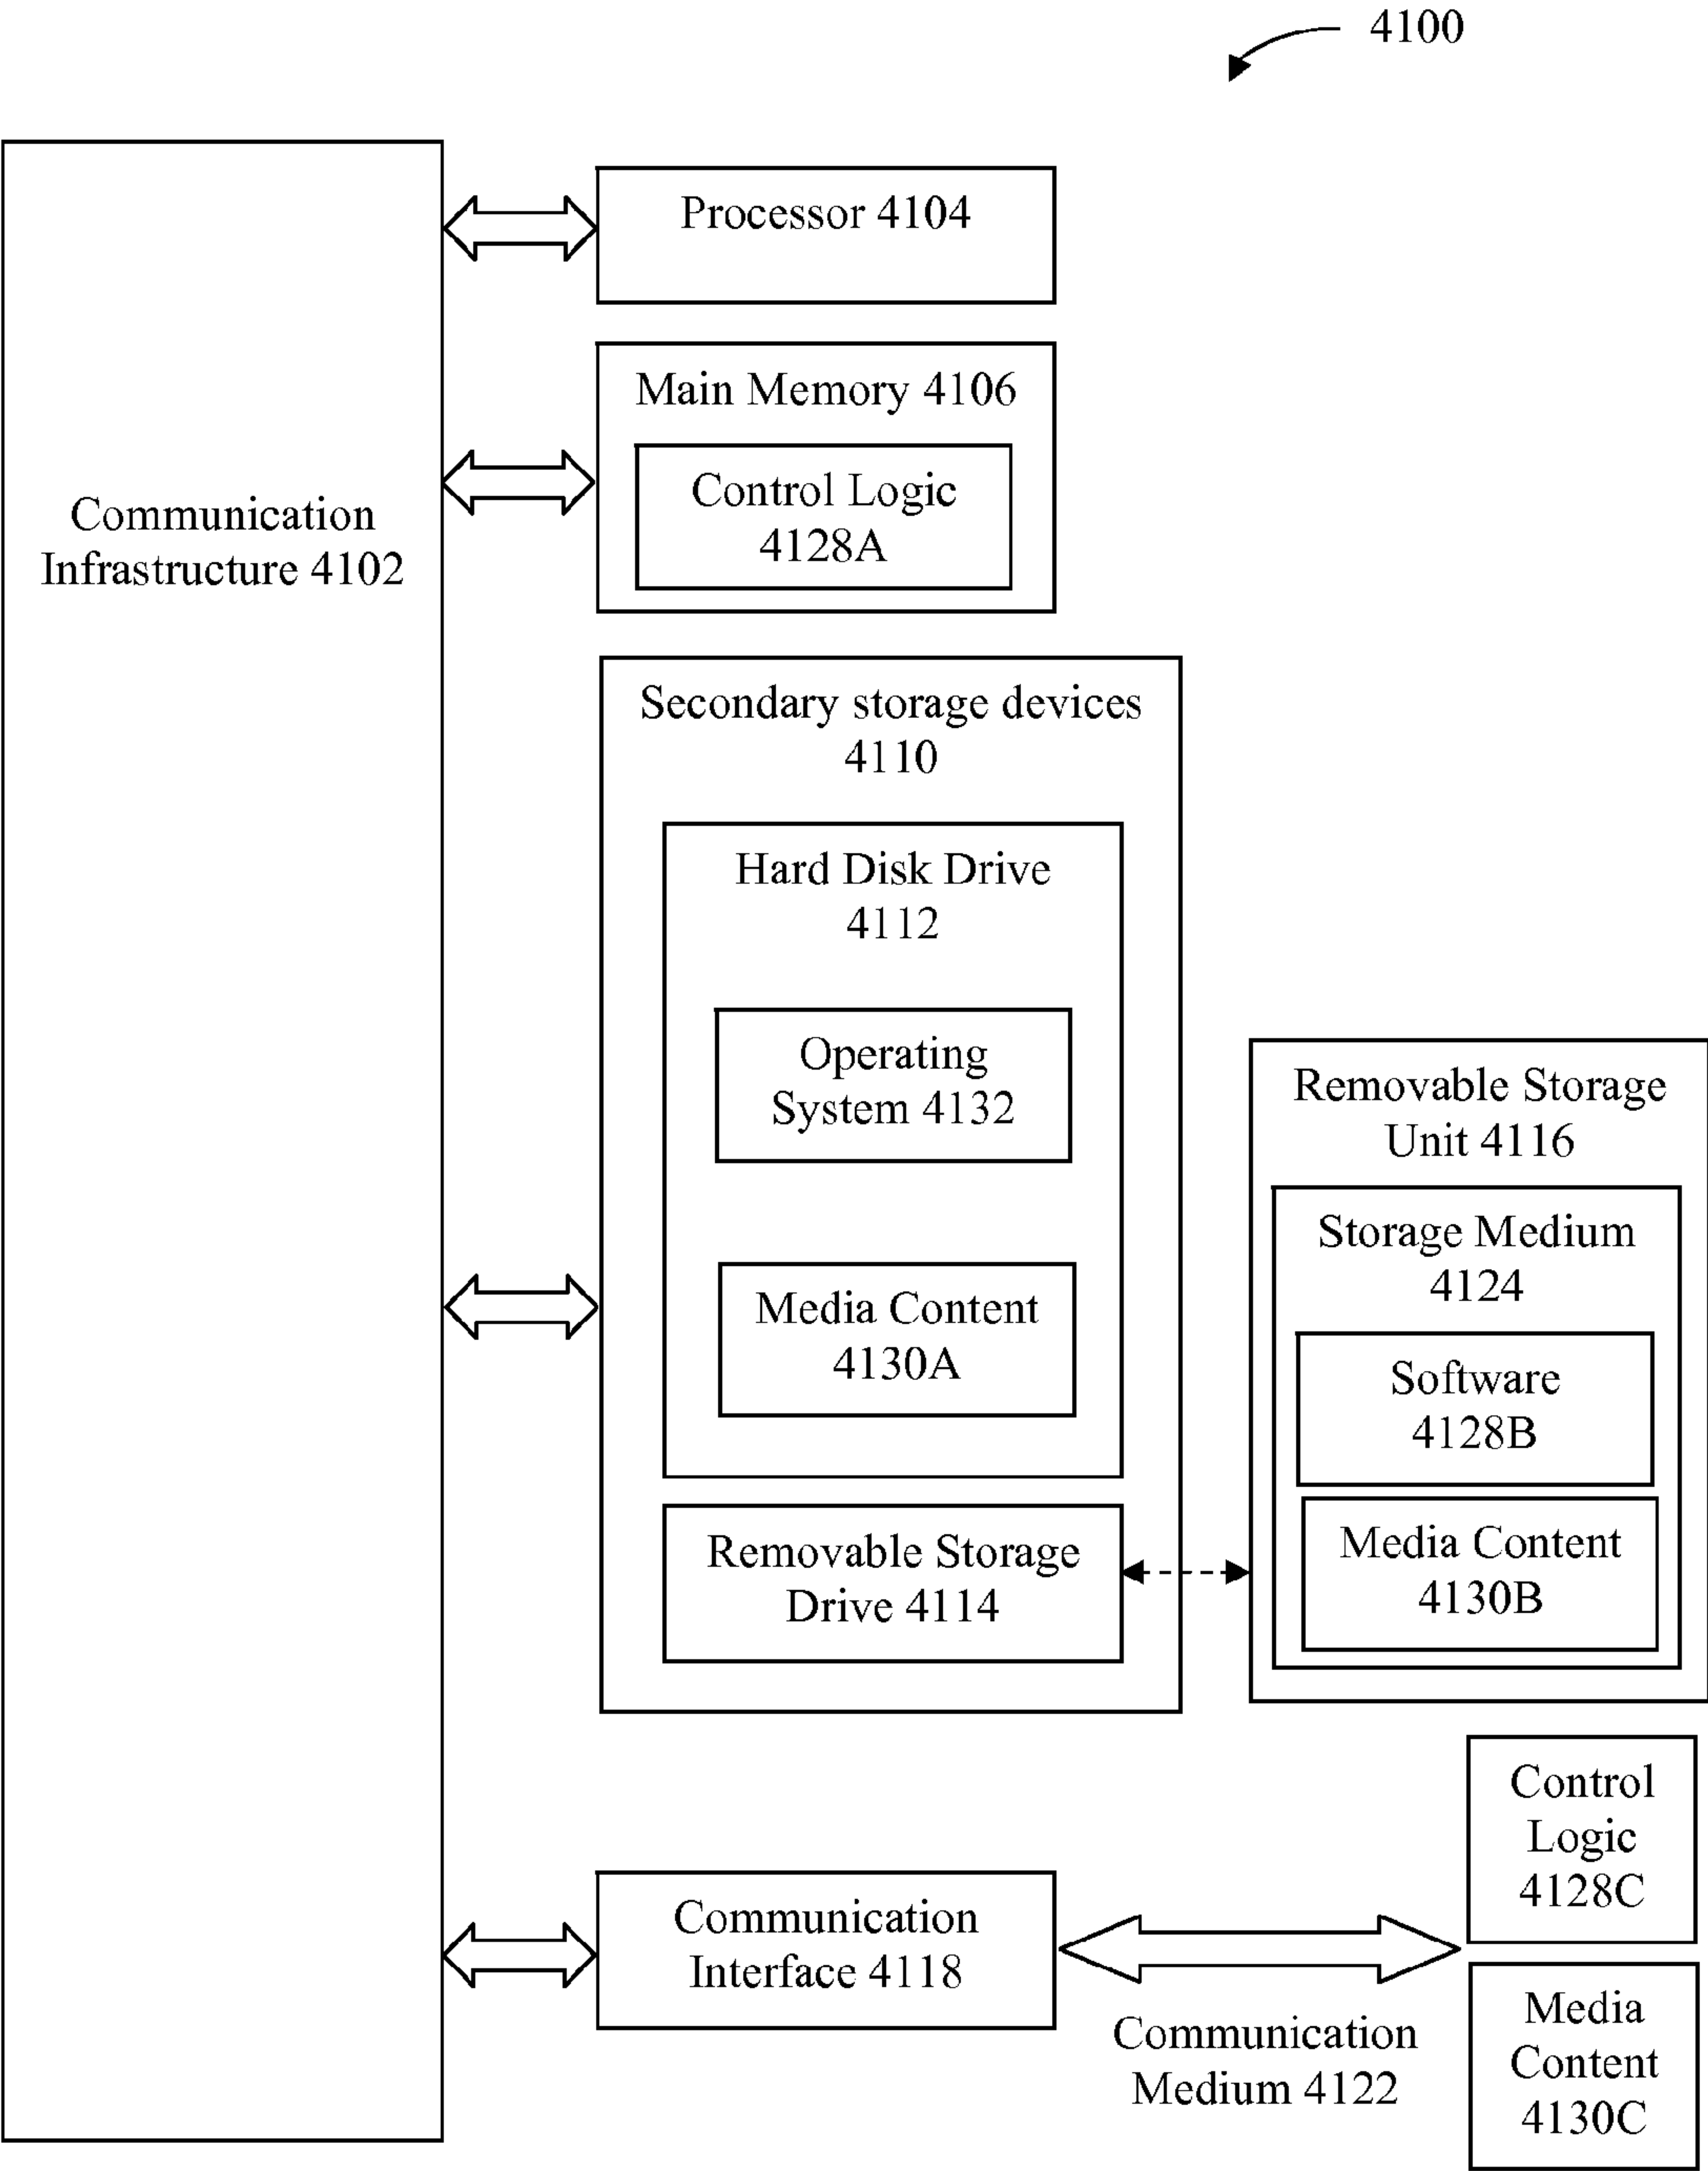 4100
Communication
Infrastructure 4102
Processor 4104
Main Memory 4106
Control Logic
4128A
Secondary storage devices
4110
Hard Disk Drive
4112
Operating
System 4132
Media Content
4130A
Removable Storage
Drive 4114
Removable Storage
Unit 4116
Storage Medium
4124
Software
4128B
Media Content
4130B
Communication
Interface 4118
Communication
Medium 4122
Control
Logic
4128C
Media
Content
4130C